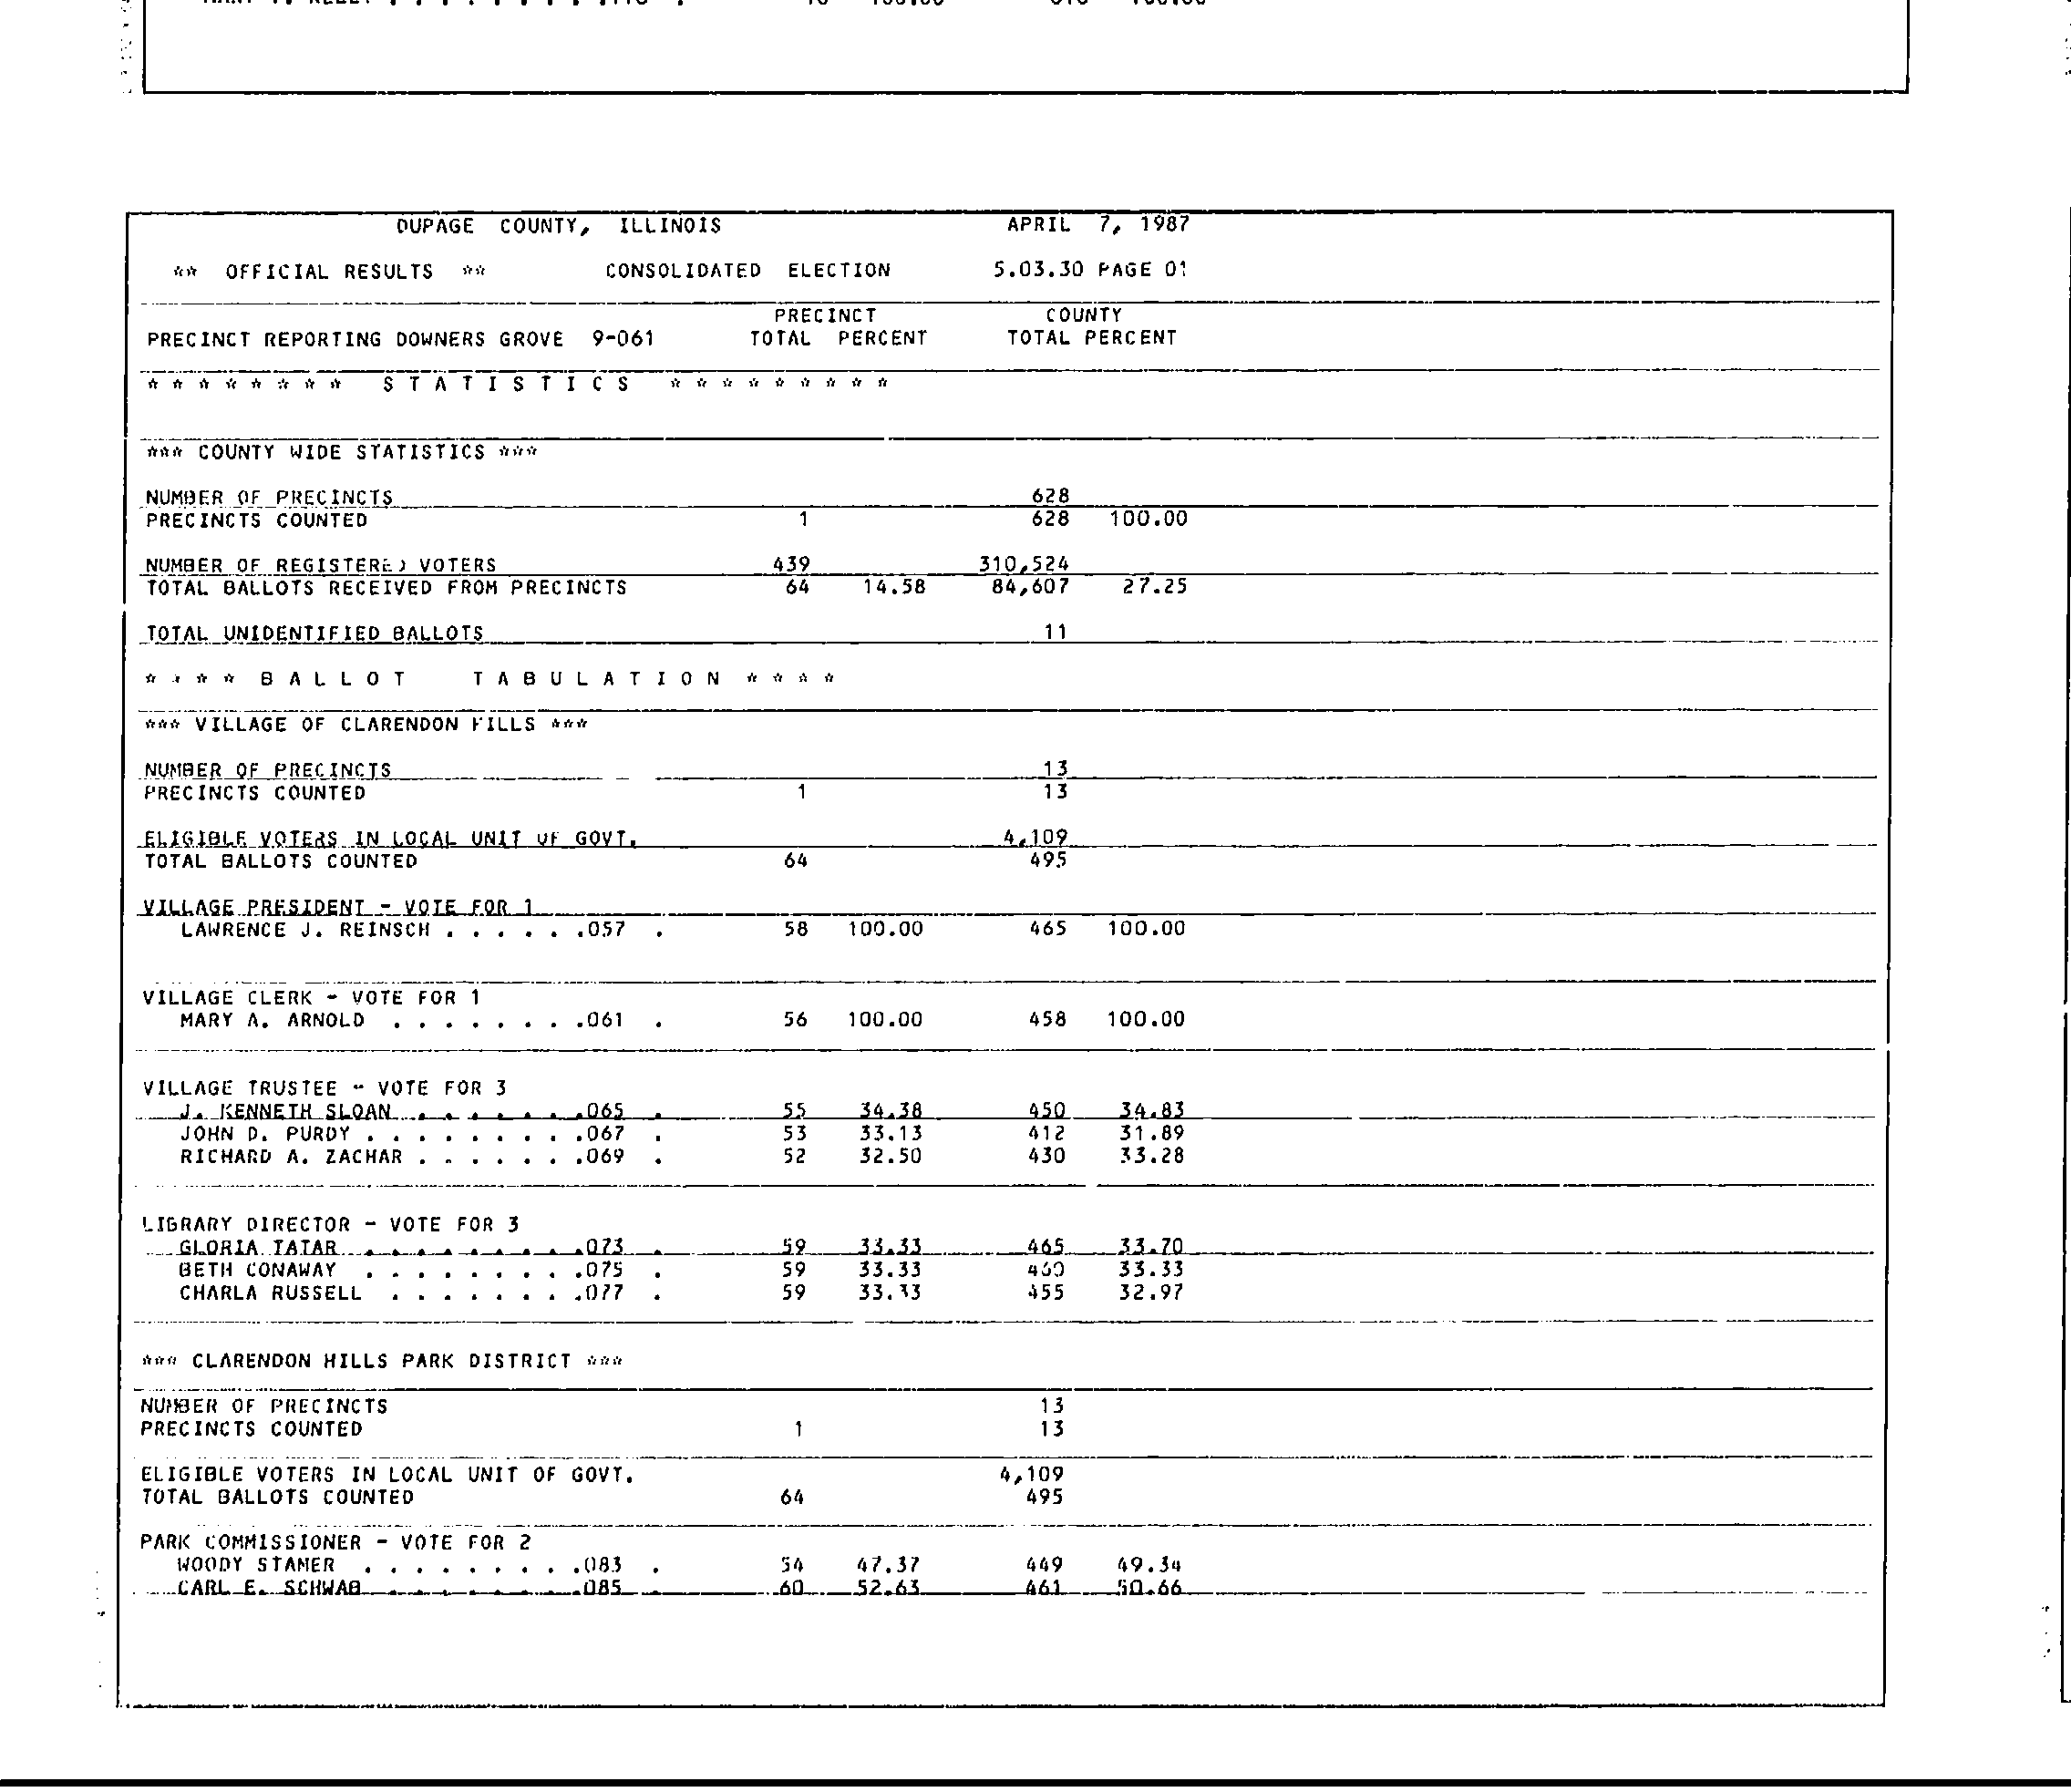 DUPAGE COUNTY, ILLINOIS APRIL 7, 1987
** OFFICIAL RESULTS ** CONSOLIDATED ELECTION 5.03.30 PAGE 01
PRECINCT COUNTY
PRECINCT REPORTING DOWNERS GROVE 9-061 TOTAL PERCENT TOTAL PERCENT
* * * * * * * * S T A T I S T I C S * * * * * * * * *
*** COUNTY WIDE STATISTICS ***
NUMBER OF PRECINCTS 628
PRECINCTS COUNTED 1 628 100.00
NUMBER OF REGISTERED VOTERS 439 310,524
TOTAL BALLOTS RECEIVED FROM PRECINCTS 64 14.58 84,607 27.25
TOTAL UNIDENTIFIED BALLOTS 11
* * * * B A L L O T T A B U L A T I O N * * * *
*** VILLAGE OF CLARENDON HILLS ***
NUMBER OF PRECINCTS 13
PRECINCTS COUNTED 1 13
ELIGIBLE VOTERS IN LOCAL UNIT OF GOVT. 4,109
TOTAL BALLOTS COUNTED 64 495
VILLAGE PRESIDENT - VOTE FOR 1
LAWRENCE J. REINSCH . . . . . .057 . 58 100.00 465 100.00
VILLAGE CLERK - VOTE FOR 1
MARY A. ARNOLD . . . . . . . .061 . 56 100.00 458 100.00
VILLAGE TRUSTEE - VOTE FOR 3
J. KENNETH SLOAN . . . . . . .065 . 55 34.38 450 34.83
JOHN D. PURDY . . . . . . . . .067 . 53 33.13 412 31.89
RICHARD A. ZACHAR . . . . . . .069 . 52 32.50 430 33.28
LIBRARY DIRECTOR - VOTE FOR 3
GLORIA TATAR . . . . . . . . .073 . 59 33.33 465 33.70
BETH CONAWAY . . . . . . . . .075 . 59 33.33 460 33.33
CHARLA RUSSELL . . . . . . . .077 . 59 33.33 455 32.97
*** CLARENDON HILLS PARK DISTRICT ***
NUMBER OF PRECINCTS 13
PRECINCTS COUNTED 1 13
ELIGIBLE VOTERS IN LOCAL UNIT OF GOVT. 4,109
TOTAL BALLOTS COUNTED 64 495
PARK COMMISSIONER - VOTE FOR 2
WOODY STAMER . . . . . . . . .083 . 54 47.37 449 49.34
CARL E. SCHWAB . . . . . . . .085 . 60 52.63 461 50.66